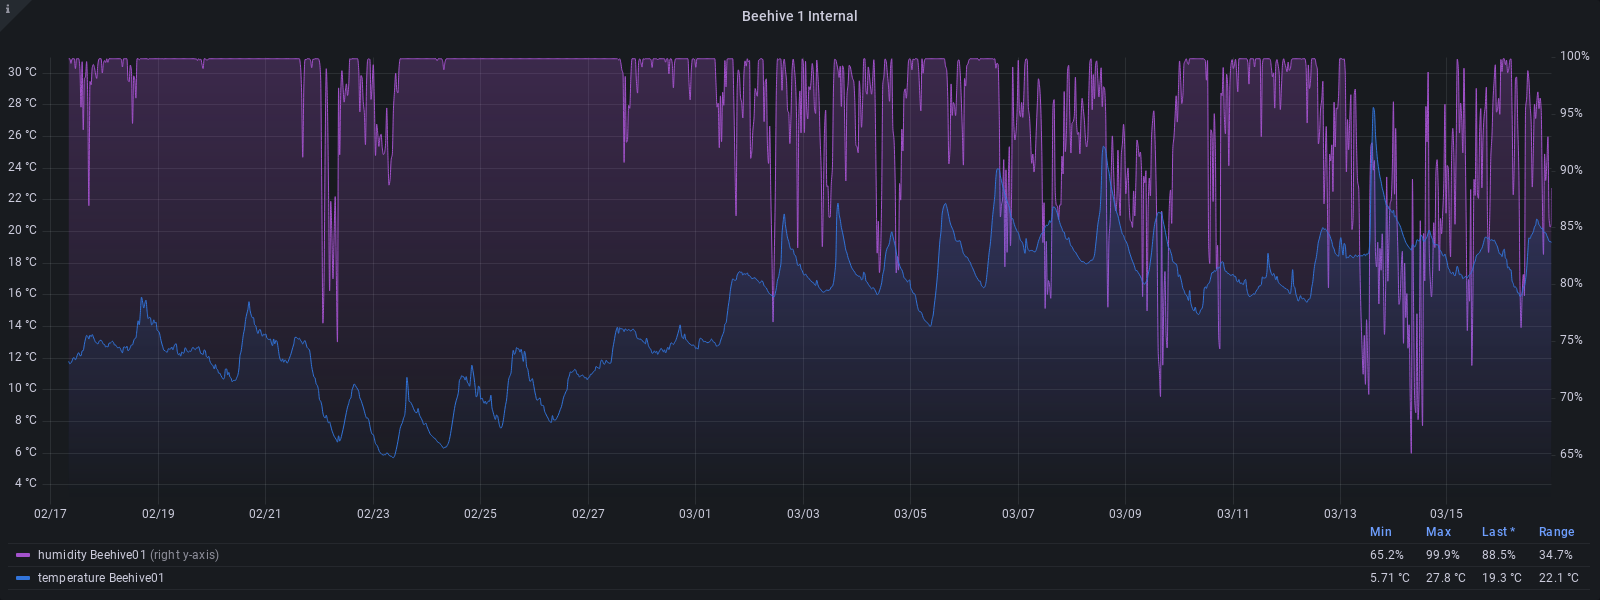 i
Beehive 1 Internal
30 °C
28 °C
26 °C
24 °C
22 °C
20 °C
18 °C
16 °C
14 °C
12 °C
10 °C
8 °C
6 °C
4 °C
100%
95%
90%
85%
80%
75%
70%
65%
02/17 02/19 02/21 02/23 02/25 02/27 03/01 03/03 03/05 03/07 03/09 03/11 03/13 03/15
Min Max Last * Range
humidity Beehive01 (right y-axis) 65.2% 99.9% 88.5% 34.7%
temperature Beehive01 5.71 °C 27.8 °C 19.3 °C 22.1 °C